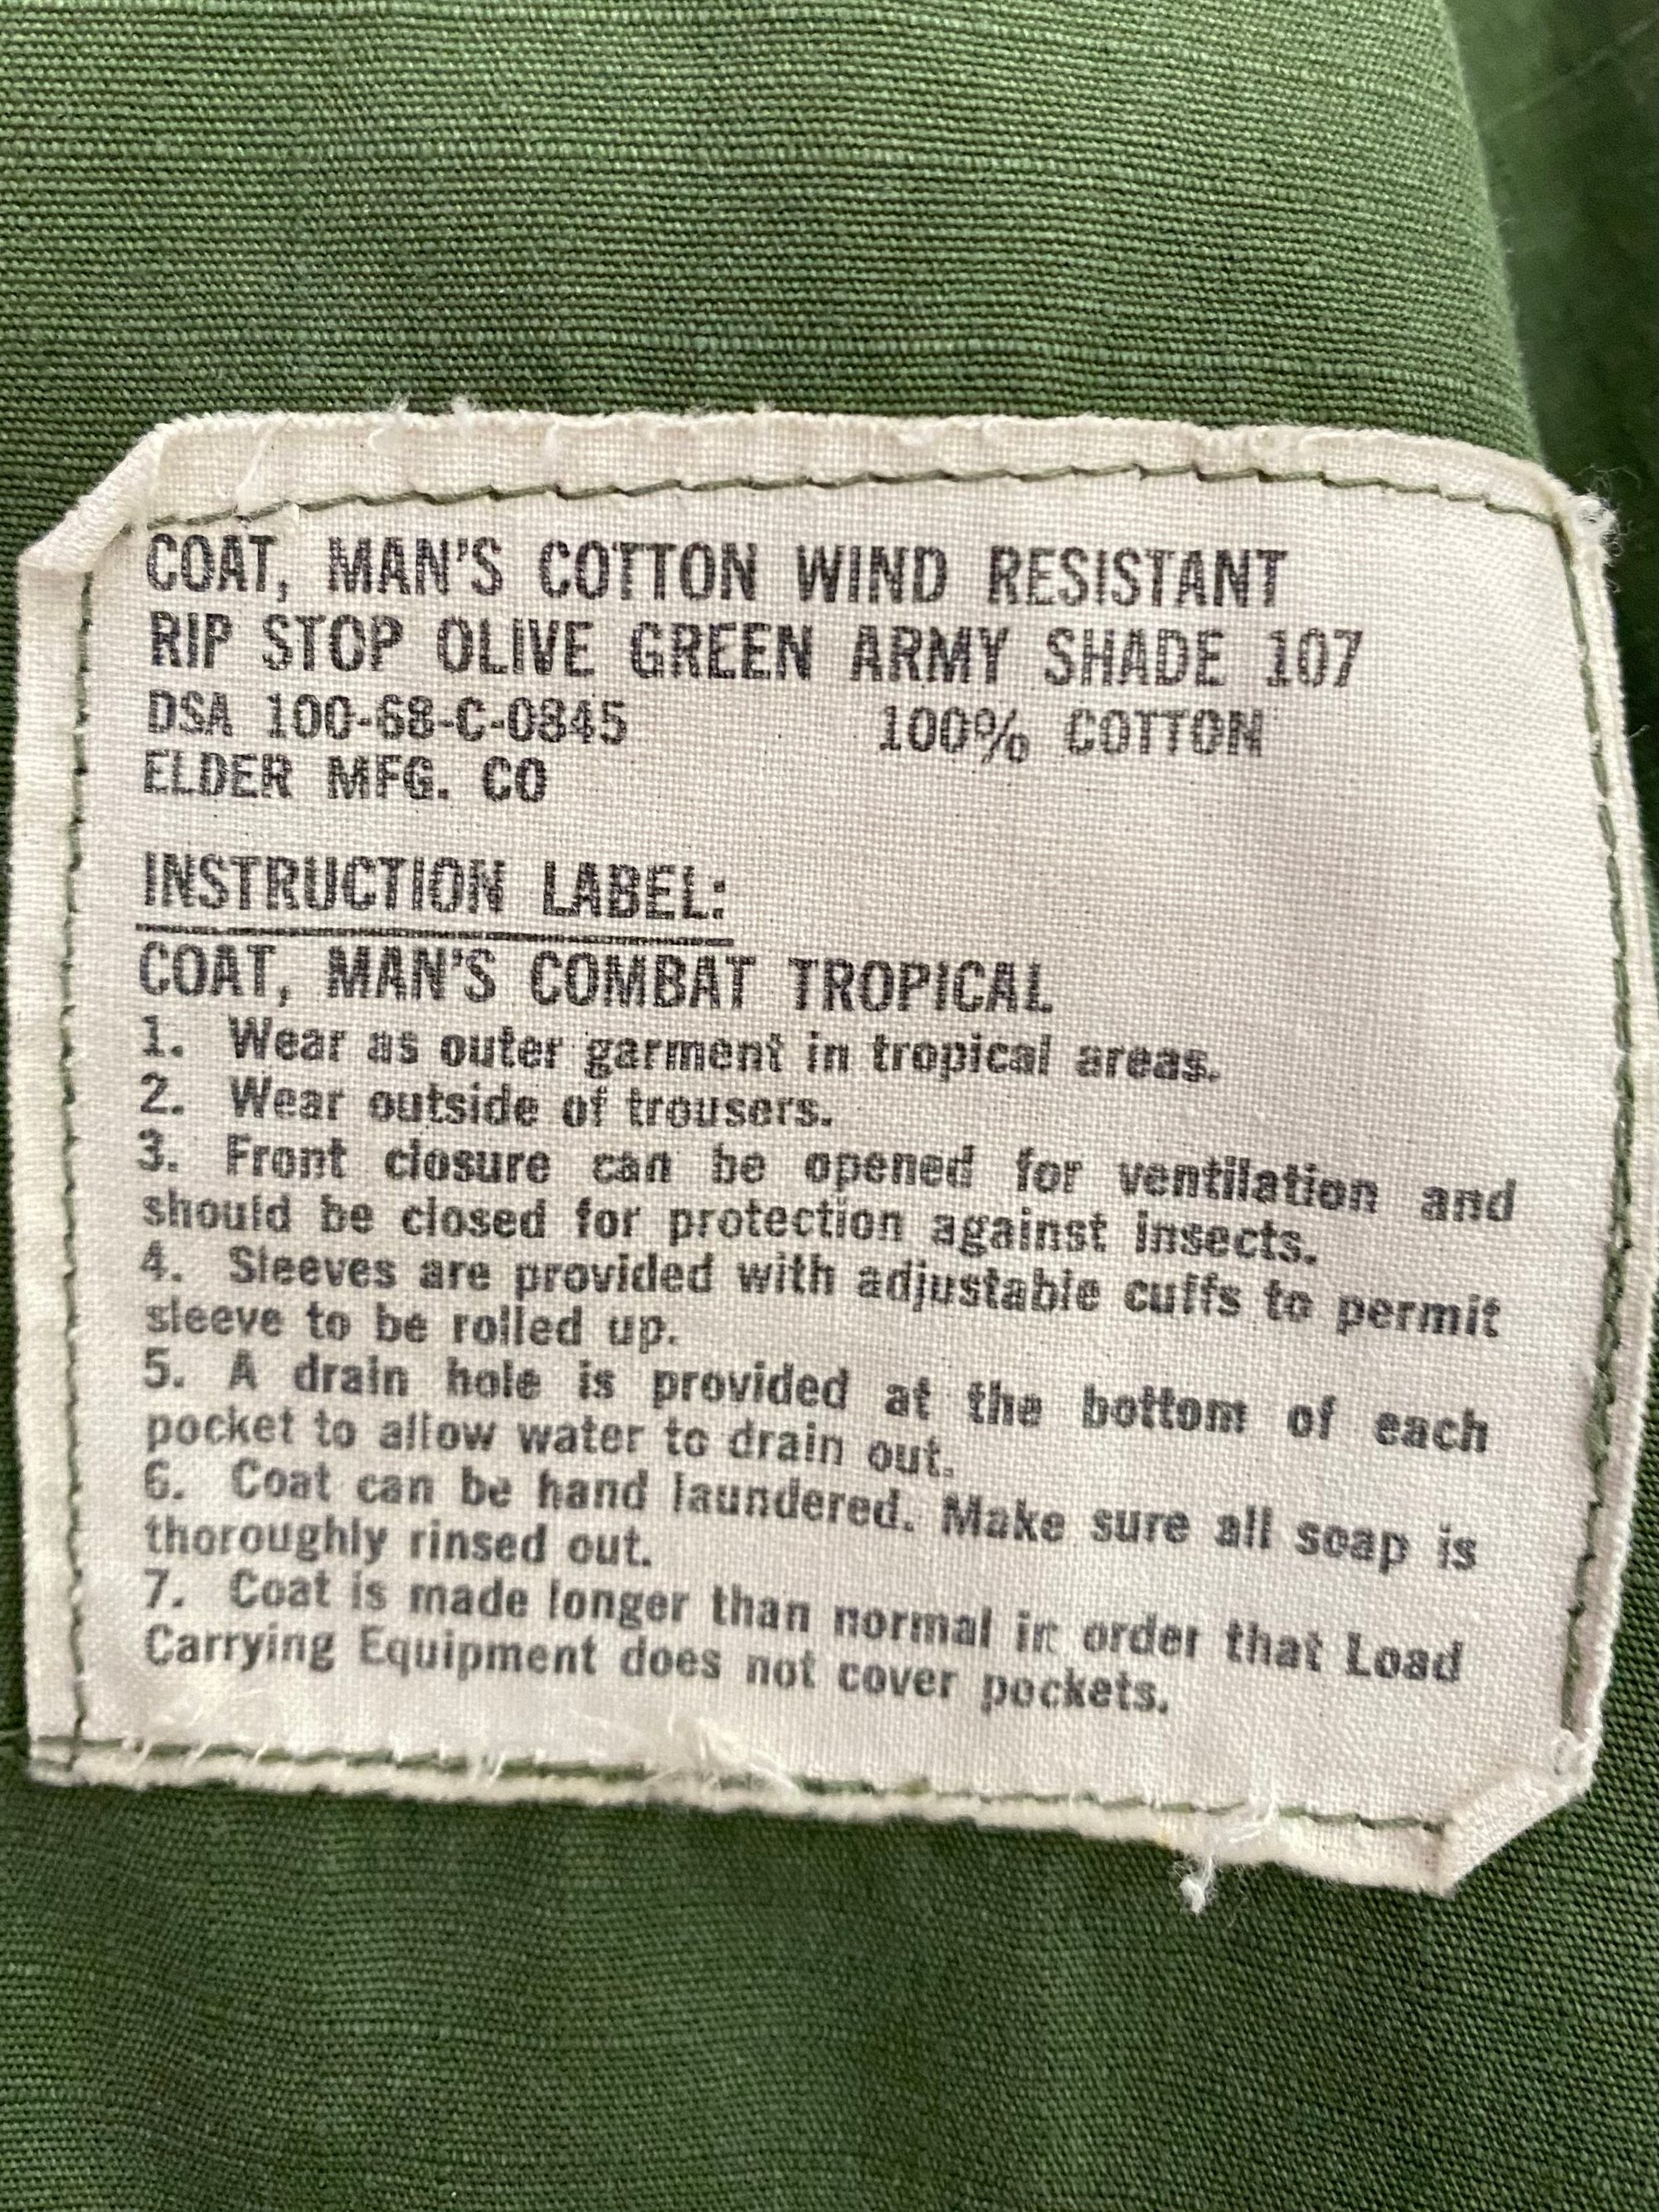 COAT, MAN'S COTTON WIND RESISTANT
RIP STOP OLIVE GREEN ARMY SHADE 107
DSA 100-68-C-0845 100% COTTON
ELDER MFG. CO
INSTRUCTION LABEL:
COAT, MAN'S COMBAT TROPICAL
1. Wear as outer garment in tropical areas.
2. Wear outside of trousers.
3. Front closure can be opened for ventilation and
should be closed for protection against insects.
4. Sleeves are provided with adjustable cuffs to permit
sleeve to be rolled up.
5. A drain hole is provided at the bottom of each
pocket to allow water to drain out.
6. Coat can be hand laundered. Make sure all soap is
thoroughly rinsed out.
7. Coat is made longer than normal in order that Load
Carrying Equipment does not cover pockets.